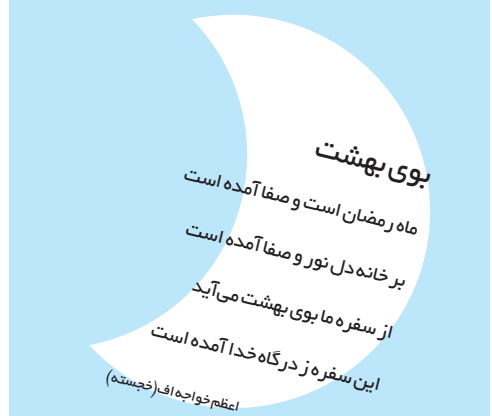 بوی بهشت
ماه رمضان است و صفا آمده است
بر خانه دل نور و صفا آمده است
از سفره ما بوی بهشت می‌آید
این سفره ز درگاه خدا آمده است
اعظم خواجه اف(خجسته)